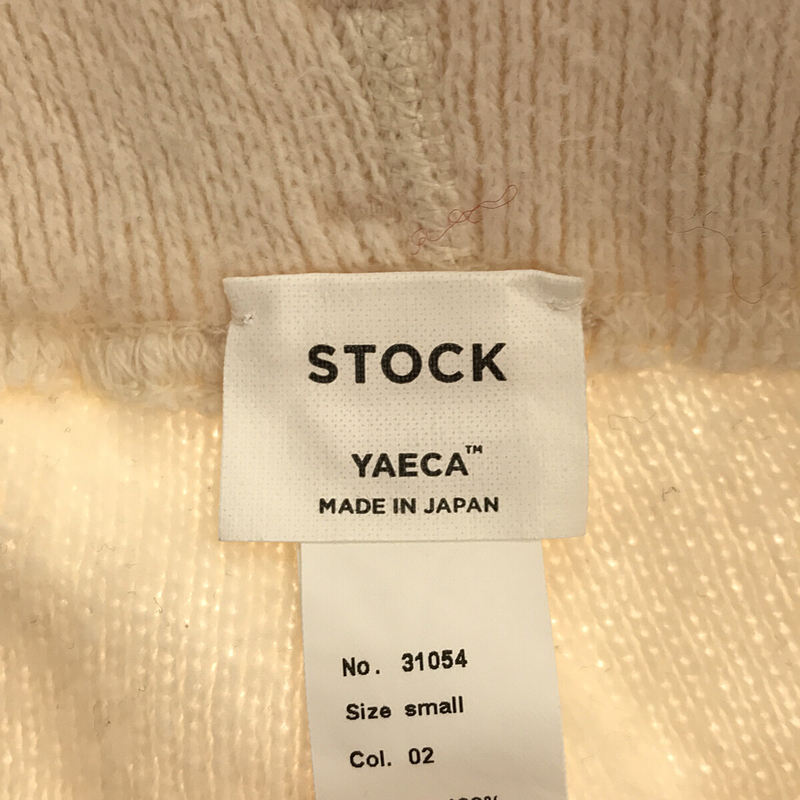 STOCK
YAECA™
MADE IN JAPAN
No. 31054
Size small
Col. 02